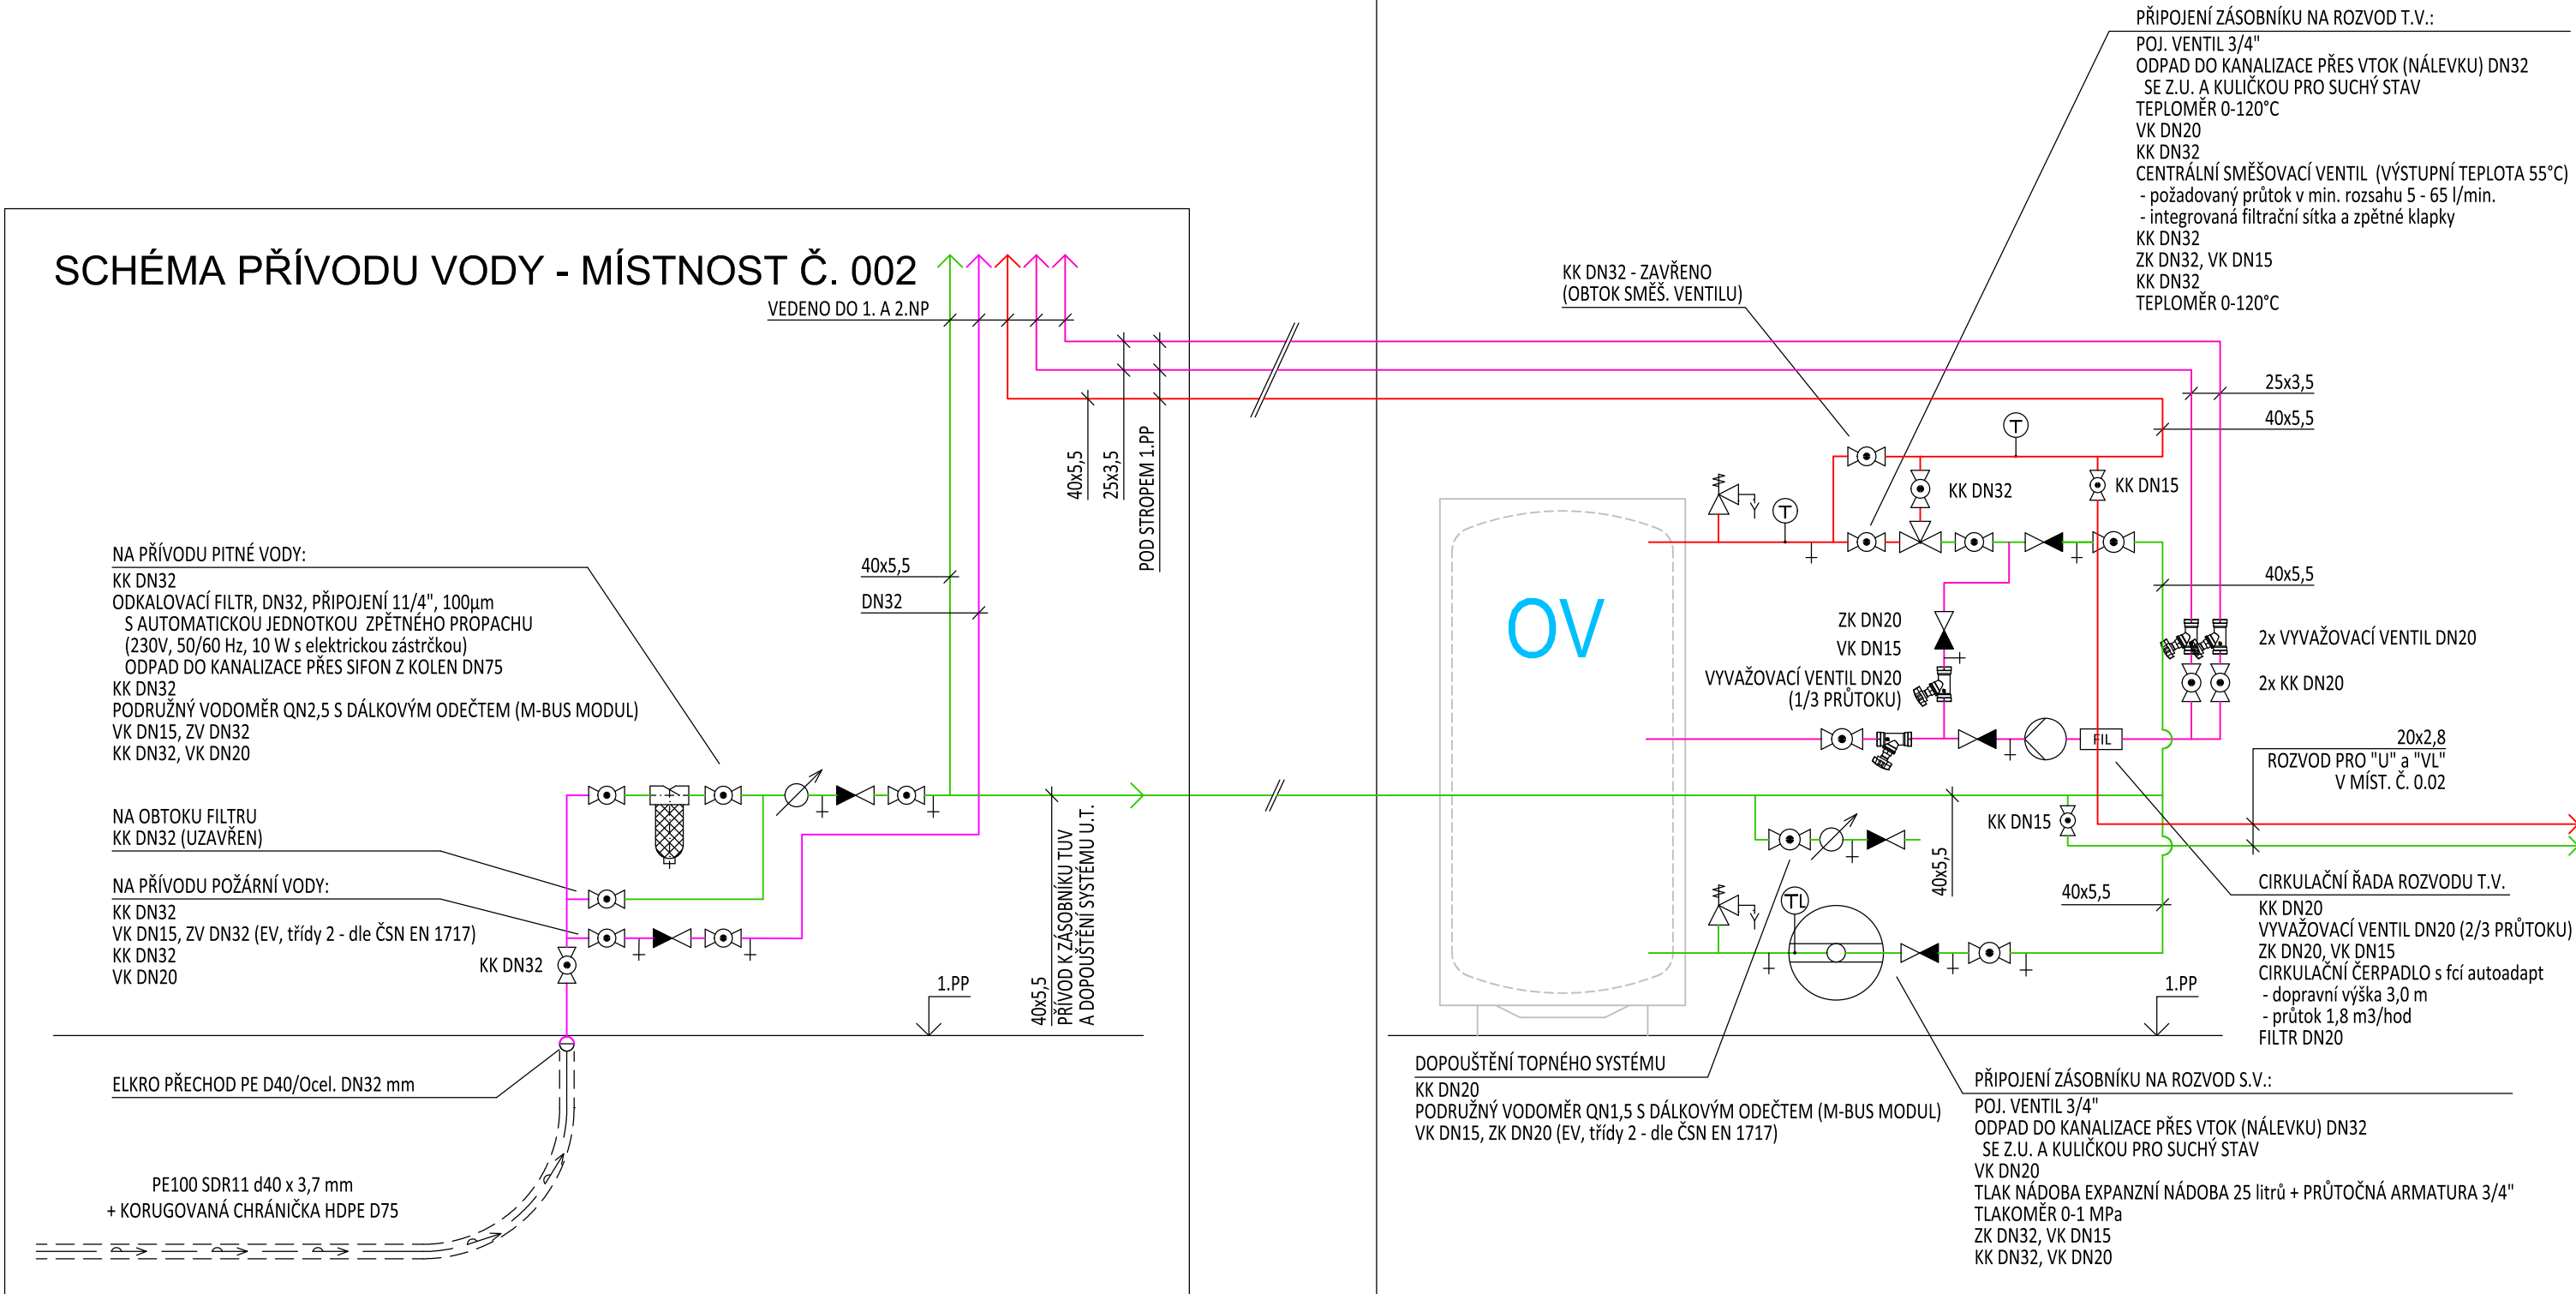 SCHÉMA PŘÍVODU VODY - MÍSTNOST Č. 002
VEDENO DO 1. A 2.NP
40x5,5
25x3,5
POD STROPEM 1.PP
NA PŘÍVODU PITNÉ VODY:
KK DN32
ODKALOVACÍ FILTR, DN32, PŘIPOJENÍ 11/4", 100µm
S AUTOMATICKOU JEDNOTKOU ZPĚTNÉHO PROPACHU
(230V, 50/60 Hz, 10 W s elektrickou zástrčkou)
ODPAD DO KANALIZACE PŘES SIFON Z KOLEN DN75
KK DN32
PODRUŽNÝ VODOMĚR QN2,5 S DÁLKOVÝM ODEČTEM (M-BUS MODUL)
VK DN15, ZV DN32
KK DN32, VK DN20
40x5,5
DN32
NA OBTOKU FILTRU
KK DN32 (UZAVŘEN)
NA PŘÍVODU POŽÁRNÍ VODY:
KK DN32
VK DN15, ZV DN32 (EV, třídy 2 - dle ČSN EN 1717)
KK DN32
VK DN20
KK DN32
1.PP
40x5,5
PŘÍVOD K ZÁSOBNÍKU TUV
A DOPOUŠTĚNÍ SYSTÉMU U.T.
ELKRO PŘECHOD PE D40/Ocel. DN32 mm
PE100 SDR11 d40 x 3,7 mm
+ KORUGOVANÁ CHRÁNIČKA HDPE D75
PŘIPOJENÍ ZÁSOBNÍKU NA ROZVOD T.V.:
POJ. VENTIL 3/4"
ODPAD DO KANALIZACE PŘES VTOK (NÁLEVKU) DN32
SE Z.U. A KULIČKOU PRO SUCHÝ STAV
TEPLOMĚR 0-120°C
VK DN20
KK DN32
CENTRÁLNÍ SMĚŠOVACÍ VENTIL (VÝSTUPNÍ TEPLOTA 55°C)
- požadovaný průtok v min. rozsahu 5 - 65 l/min.
- integrovaná filtrační sítka a zpětné klapky
KK DN32
ZK DN32, VK DN15
KK DN32
TEPLOMĚR 0-120°C
KK DN32 - ZAVŘENO
(OBTOK SMĚŠ. VENTILU)
25x3,5
40x5,5
T
KK DN32
KK DN15
T
40x5,5
OV
ZK DN20
VK DN15
VYVAŽOVACÍ VENTIL DN20
(1/3 PRŮTOKU)
2x VYVAŽOVACÍ VENTIL DN20
2x KK DN20
FIL
20x2,8
ROZVOD PRO "U" a "VL"
V MÍST. Č. 0.02
KK DN15
40x5,5
40x5,5
TL
CIRKULAČNÍ ŘADA ROZVODU T.V.
KK DN20
VYVAŽOVACÍ VENTIL DN20 (2/3 PRŮTOKU)
ZK DN20, VK DN15
CIRKULAČNÍ ČERPADLO s fcí autoadapt
- dopravní výška 3,0 m
- průtok 1,8 m3/hod
FILTR DN20
1.PP
DOPOUŠTĚNÍ TOPNÉHO SYSTÉMU
KK DN20
PODRUŽNÝ VODOMĚR QN1,5 S DÁLKOVÝM ODEČTEM (M-BUS MODUL)
VK DN15, ZK DN20 (EV, třídy 2 - dle ČSN EN 1717)
PŘIPOJENÍ ZÁSOBNÍKU NA ROZVOD S.V.:
POJ. VENTIL 3/4"
ODPAD DO KANALIZACE PŘES VTOK (NÁLEVKU) DN32
SE Z.U. A KULIČKOU PRO SUCHÝ STAV
VK DN20
TLAK NÁDOBA EXPANZNÍ NÁDOBA 25 litrů + PRŮTOČNÁ ARMATURA 3/4"
TLAKOMĚR 0-1 MPa
ZK DN32, VK DN15
KK DN32, VK DN20